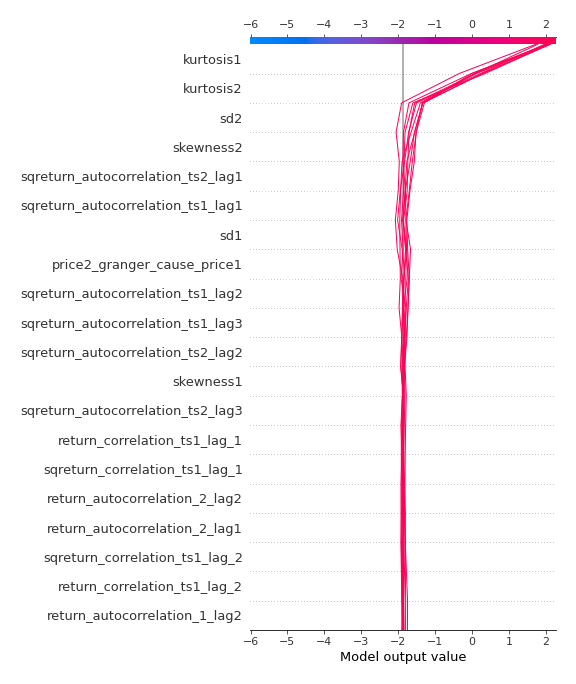 −6 −5 −4 −3 −2 −1 0 1 2
kurtosis1
kurtosis2
sd2
skewness2
sqreturn_autocorrelation_ts2_lag1
sqreturn_autocorrelation_ts1_lag1
sd1
price2_granger_cause_price1
sqreturn_autocorrelation_ts1_lag2
sqreturn_autocorrelation_ts1_lag3
sqreturn_autocorrelation_ts2_lag2
skewness1
sqreturn_autocorrelation_ts2_lag3
return_correlation_ts1_lag_1
sqreturn_correlation_ts1_lag_1
return_autocorrelation_2_lag2
return_autocorrelation_2_lag1
sqreturn_correlation_ts1_lag_2
return_correlation_ts1_lag_2
return_autocorrelation_1_lag2
−6 −5 −4 −3 −2 −1 0 1 2
Model output value